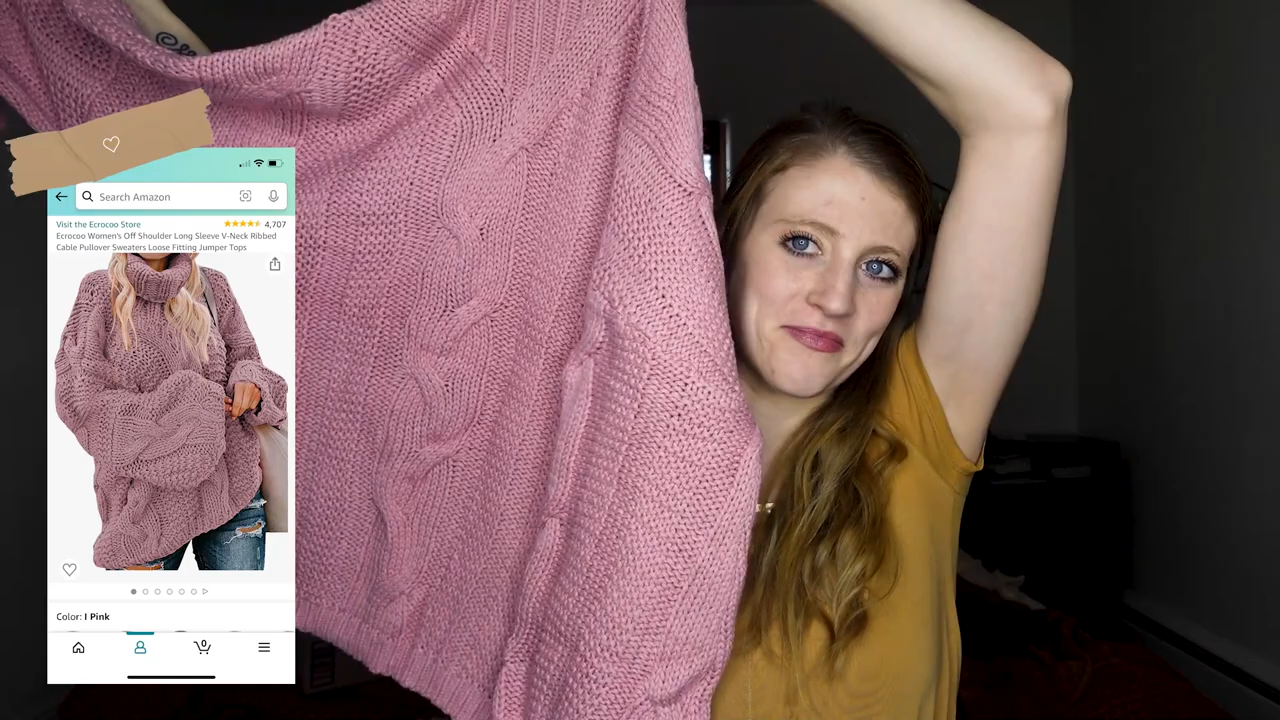 Search Amazon
Visit the Ecrocoo Store 4,707
Ecrocoo Women's Off Shoulder Long Sleeve V-Neck Ribbed
Cable Pullover Sweaters Loose Fitting Jumper Tops
Color: I Pink
0